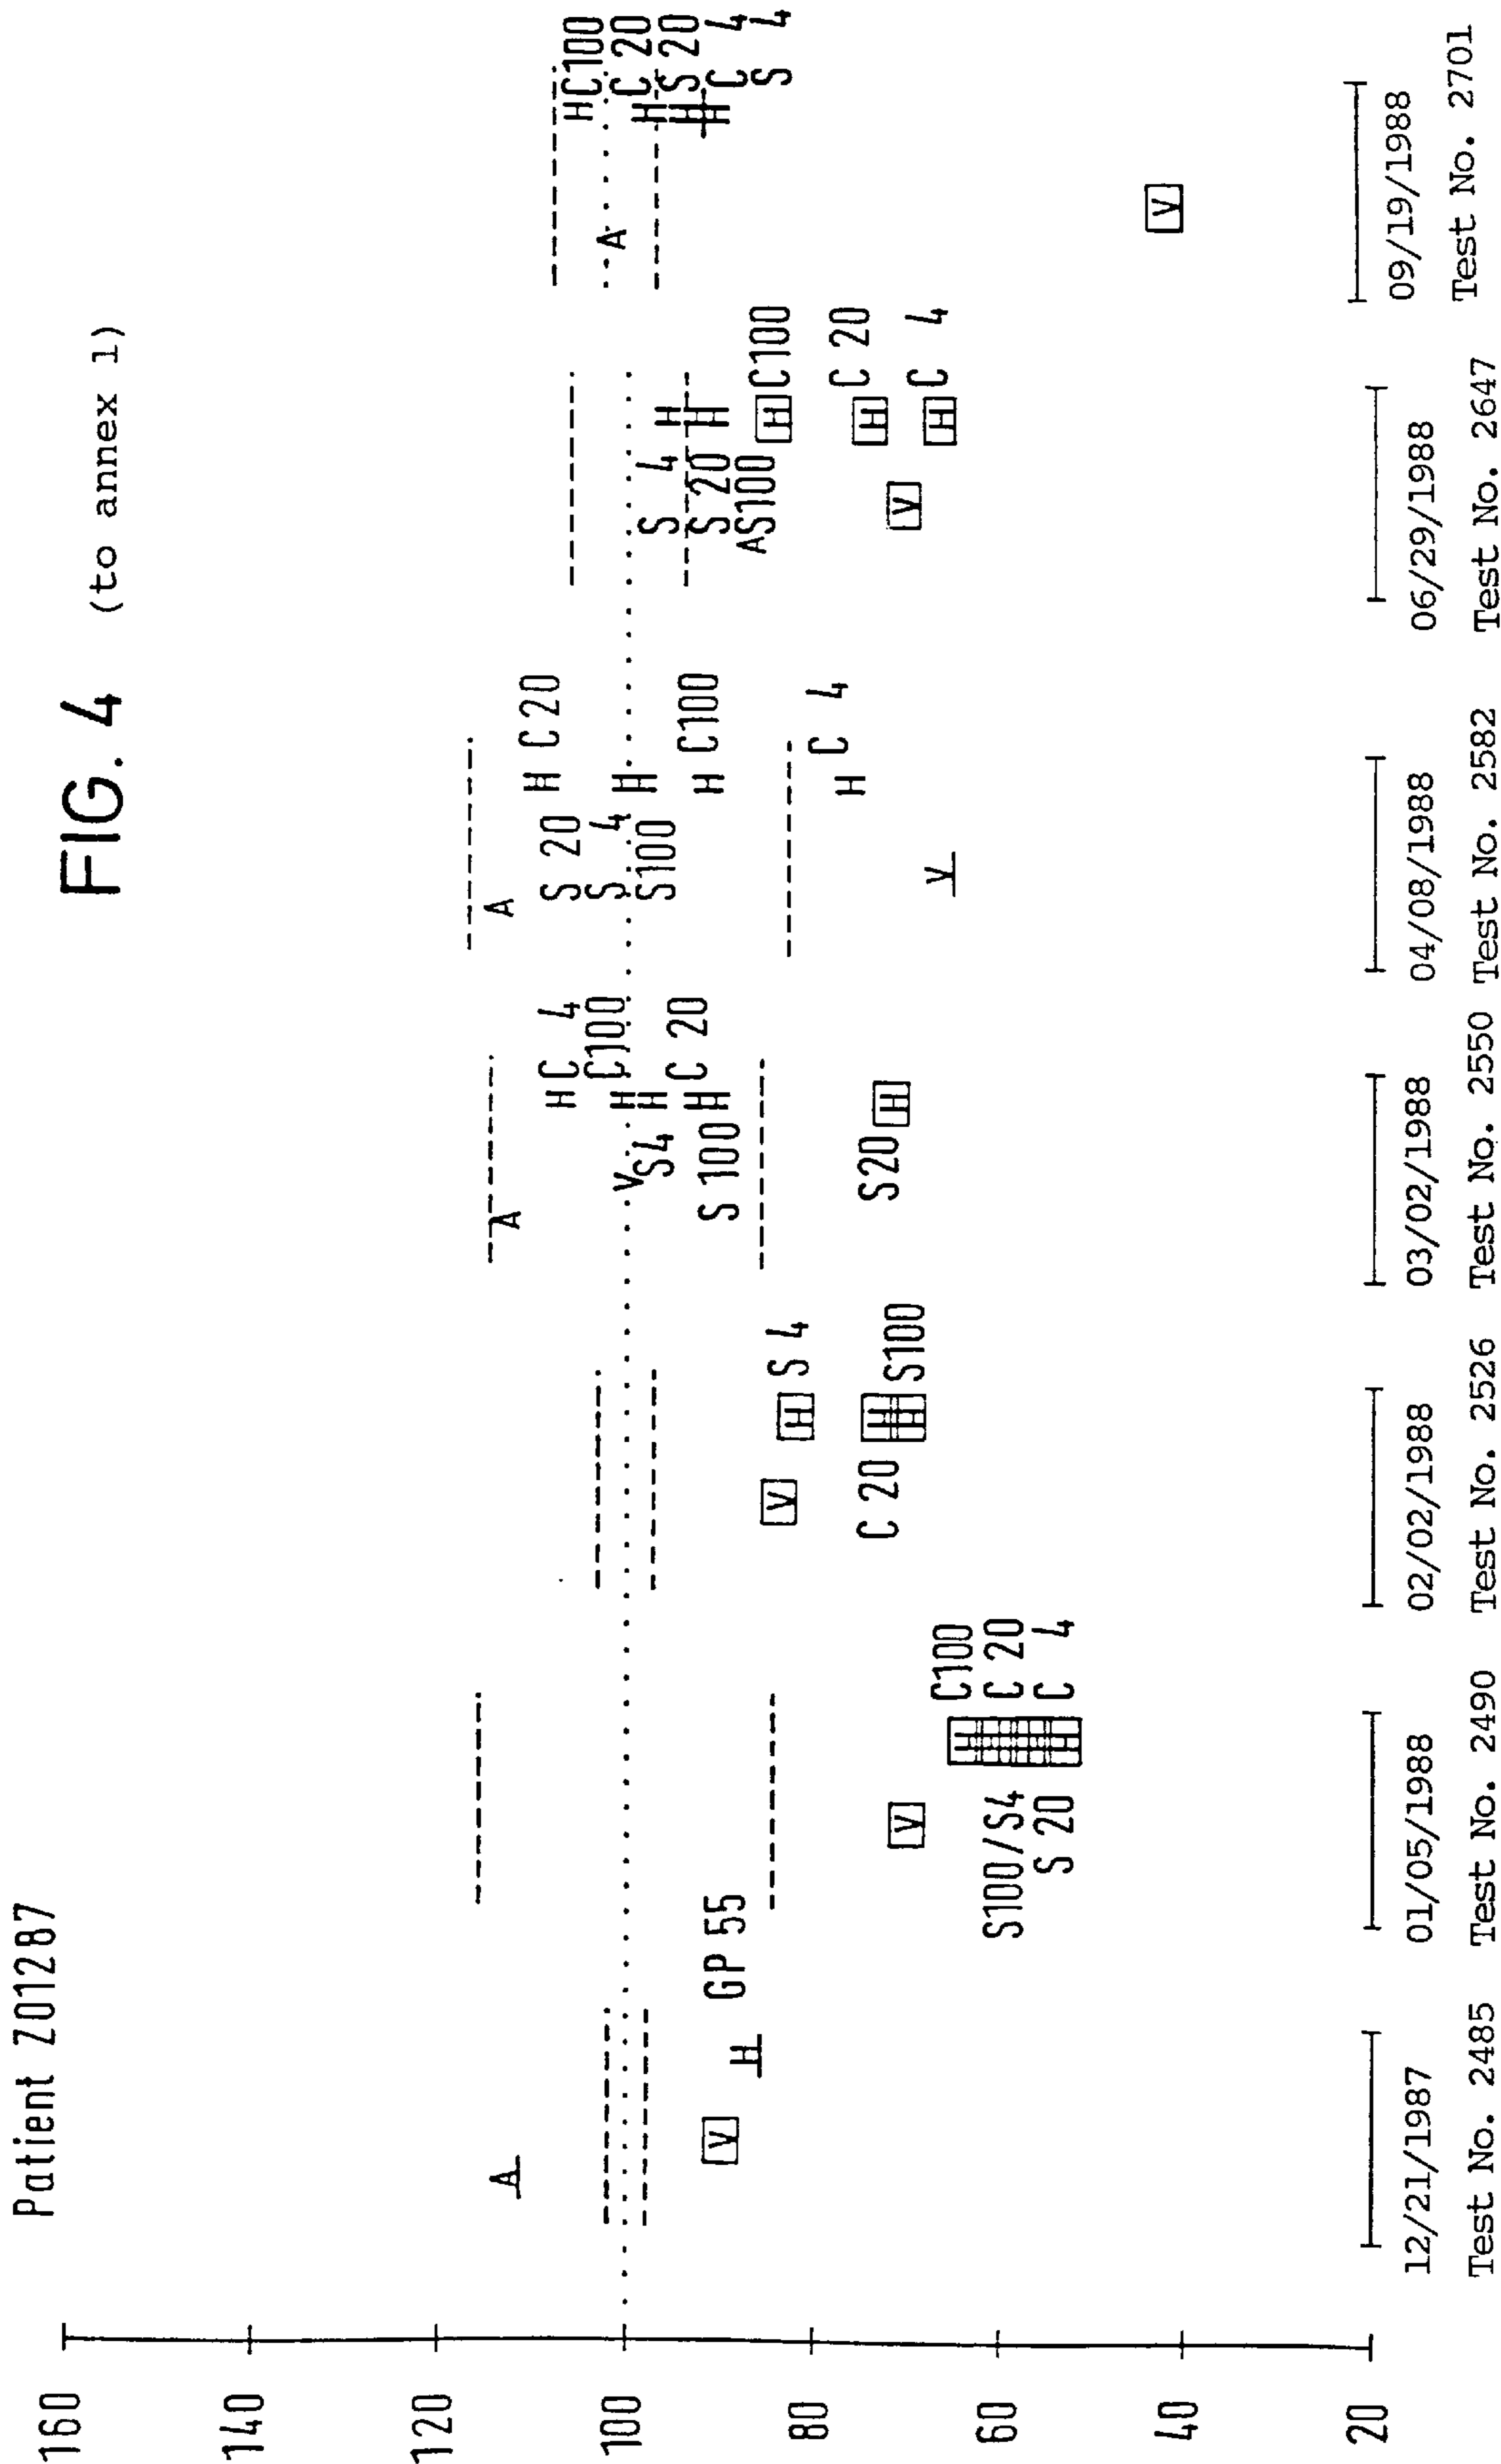 Patient 201287
FIG. 4 (to annex 1)
160
140
120
100
80
60
40
20
A
V
H
GP 55
12/21/1987
Test No. 2485
V
C100
S100/S4
C 20
S 20
C 4
H
H
01/05/1988
Test No. 2490
V
H
S 4
C 20
H
H
S100
02/02/1988
Test No. 2526
A
H C 4
C100
V
H
S4
H
C 20
S 100
H
H
S20
H
03/02/1988
Test No. 2550
A
H C 20
S 20
S 4
H
S100
H C100
H C 4
V
04/08/1988
Test No. 2582
S 4
H
S 20
H
A S100
H C100
H C 20
V
H C 4
06/29/1988
Test No. 2647
H C100
A
C 20
H
S 20
H
C 4
H
S 4
V
09/19/1988
Test No. 2701